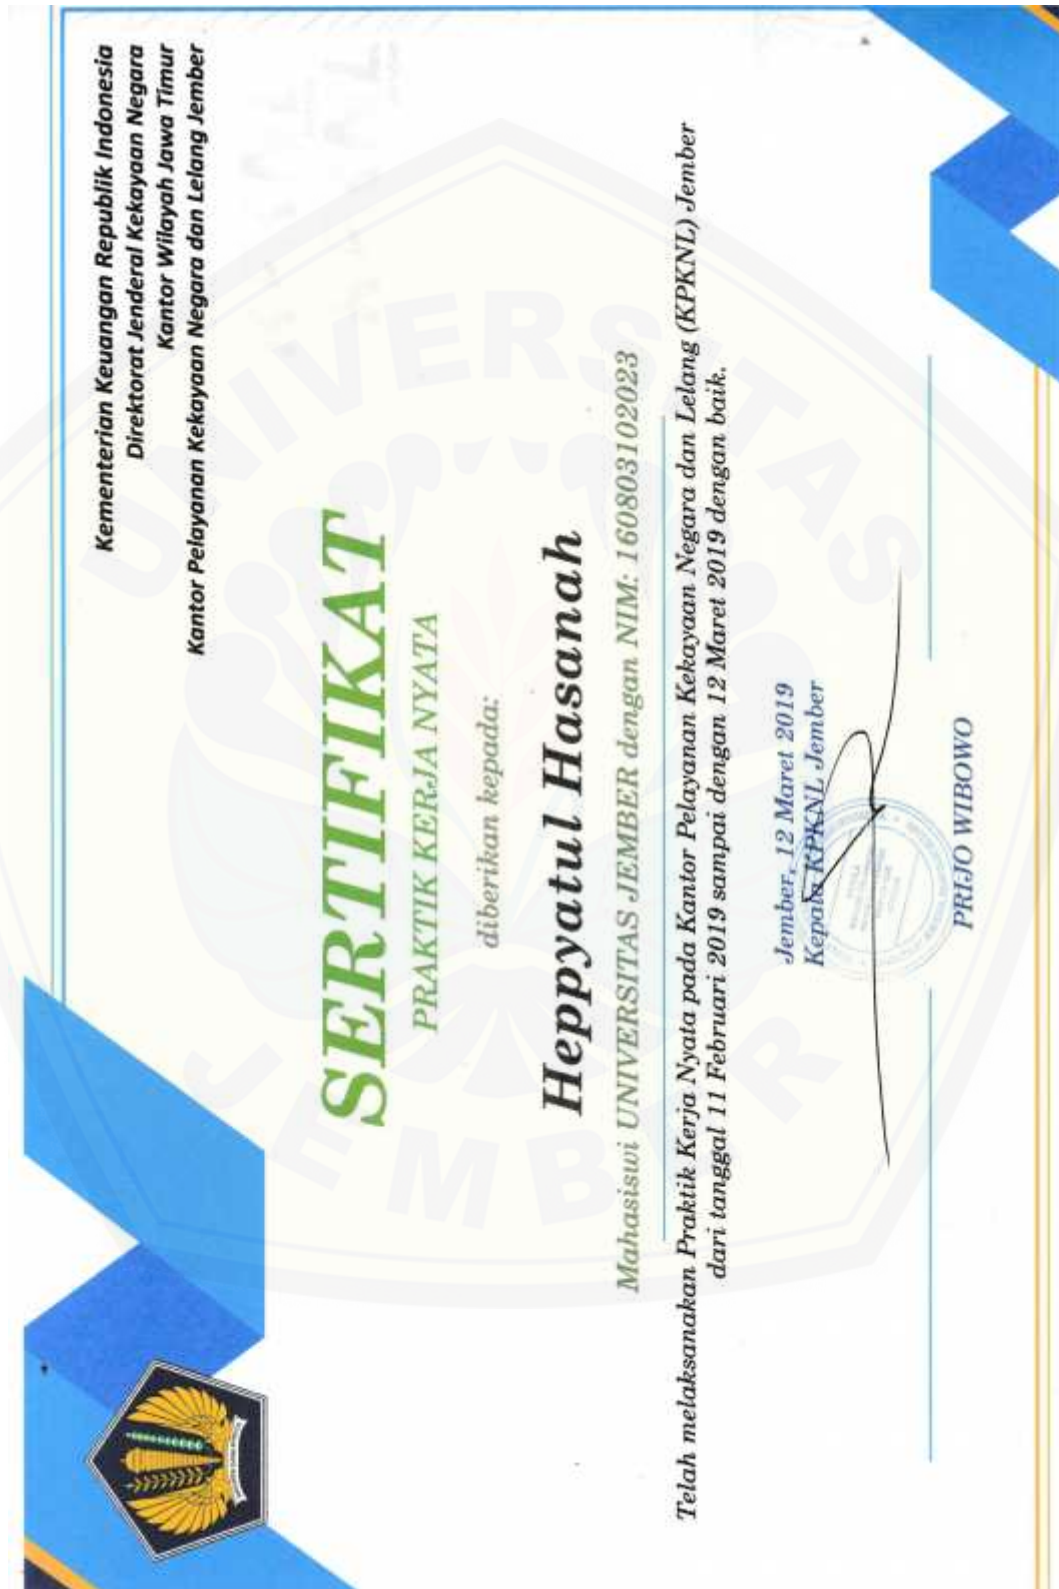 Kementerian Keuangan Republik Indonesia
Direktorat Jenderal Kekayaan Negara
Kantor Wilayah Jawa Timur
Kantor Pelayanan Kekayaan Negara dan Lelang Jember
SERTIFIKAT
PRAKTIK KERJA NYATA
diberikan kepada:
Heppyatul Hasanah
Mahasiswi UNIVERSITAS JEMBER dengan NIM: 160803102023
Telah melaksanakan Praktik Kerja Nyata pada Kantor Pelayanan Kekayaan Negara dan Lelang (KPKNL) Jember
dari tanggal 11 Februari 2019 sampai dengan 12 Maret 2019 dengan baik.
Jember, 12 Maret 2019
Kepala KPKNL Jember
PRIJO WIBOWO
UNIVERSITAS
JEMBER